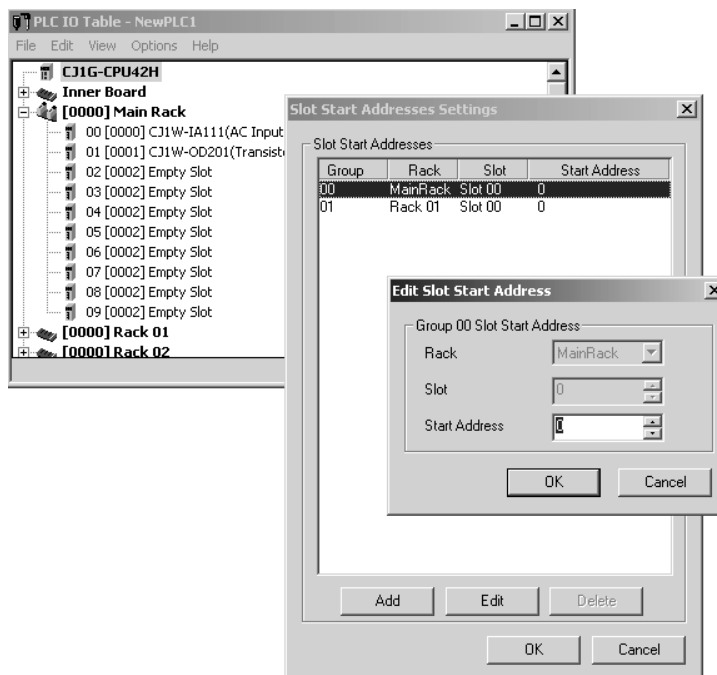 PLC IO Table - NewPLC1
File Edit View Options Help
CJ1G-CPU42H
Inner Board
[0000] Main Rack
00 [0000] CJ1W-IA111(AC Input
01 [0001] CJ1W-OD201(Transist
02 [0002] Empty Slot
03 [0002] Empty Slot
04 [0002] Empty Slot
05 [0002] Empty Slot
06 [0002] Empty Slot
07 [0002] Empty Slot
08 [0002] Empty Slot
09 [0002] Empty Slot
[0000] Rack 01
[0000] Rack 02
Slot Start Addresses Settings
Slot Start Addresses
Group Rack Slot Start Address
00 MainRack Slot 00 0
01 Rack 01 Slot 00 0
Edit Slot Start Address
Group 00 Slot Start Address
Rack MainRack
Slot 0
Start Address 0
OK Cancel
Add Edit Delete
OK Cancel